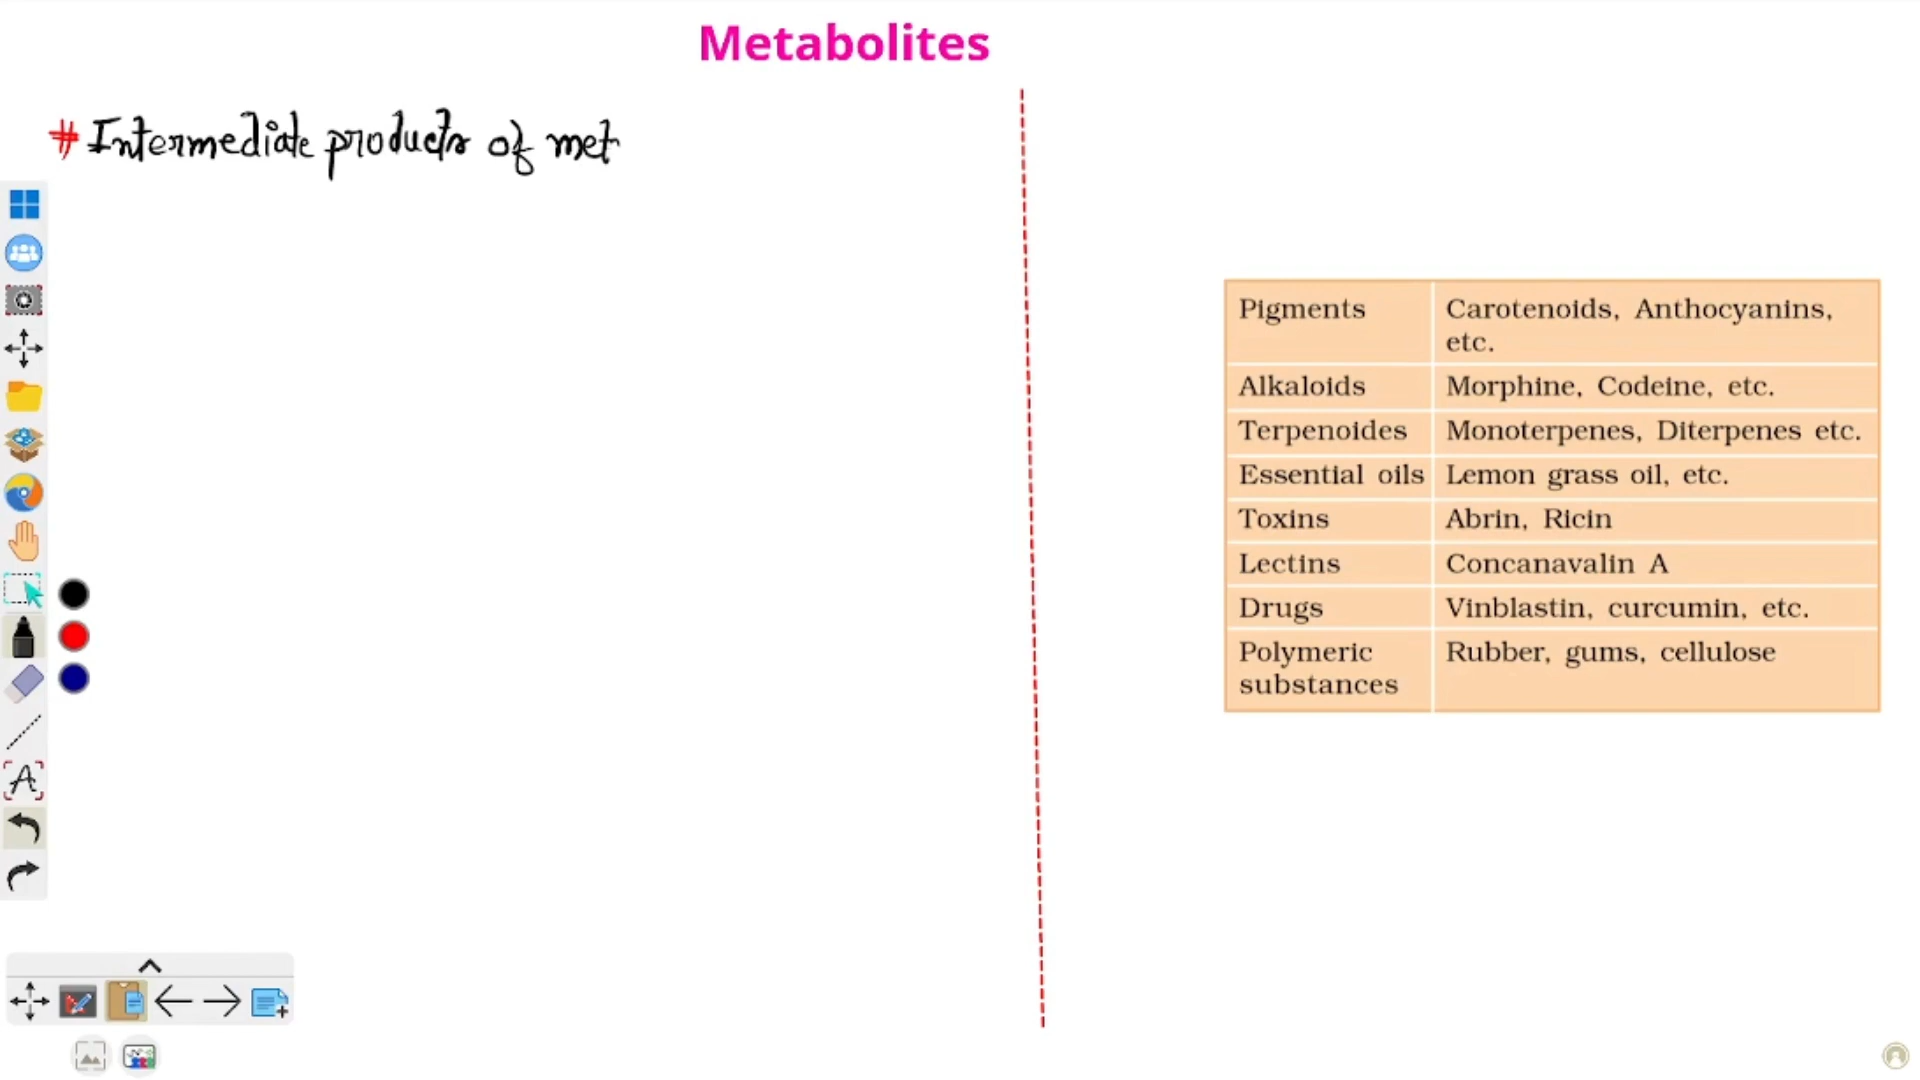 Metabolites
# Intermediate products of met
Pigments Carotenoids, Anthocyanins,
etc.
Alkaloids Morphine, Codeine, etc.
Terpenoides Monoterpenes, Diterpenes etc.
Essential oils Lemon grass oil, etc.
Toxins Abrin, Ricin
Lectins Concanavalin A
Drugs Vinblastin, curcumin, etc.
Polymeric Rubber, gums, cellulose
substances